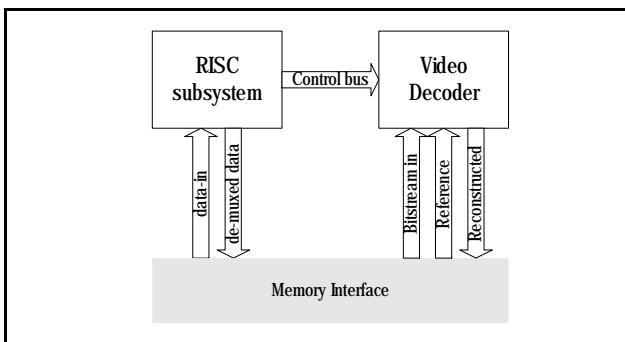 RISC
subsystem
Control bus
Video
Decoder
data-in
de-muxed data
Bitstream in
Reference
Reconstructed
Memory Interface